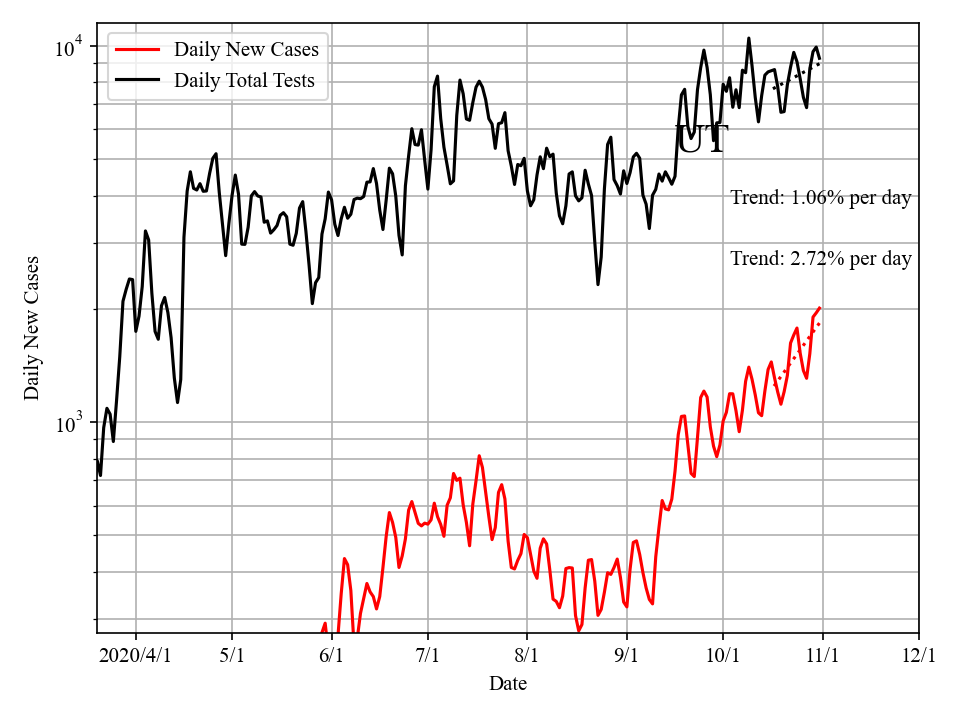 10^4
Daily New Cases
Daily Total Tests
UT
Trend: 1.06% per day
Trend: 2.72% per day
Daily New Cases
10^3
2020/4/1 5/1 6/1 7/1 8/1 9/1 10/1 11/1 12/1
Date